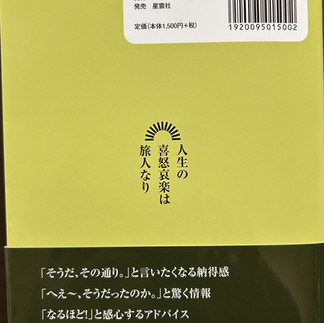 発売 星雲社
定価(本体1,500円+税)
1920095015002
人生の
喜怒哀楽は
旅人なり
「そうだ、その通り。」と言いたくなる納得感
「へえ〜、そうだったのか。」と驚く情報
「なるほど!」と感心するアドバイス